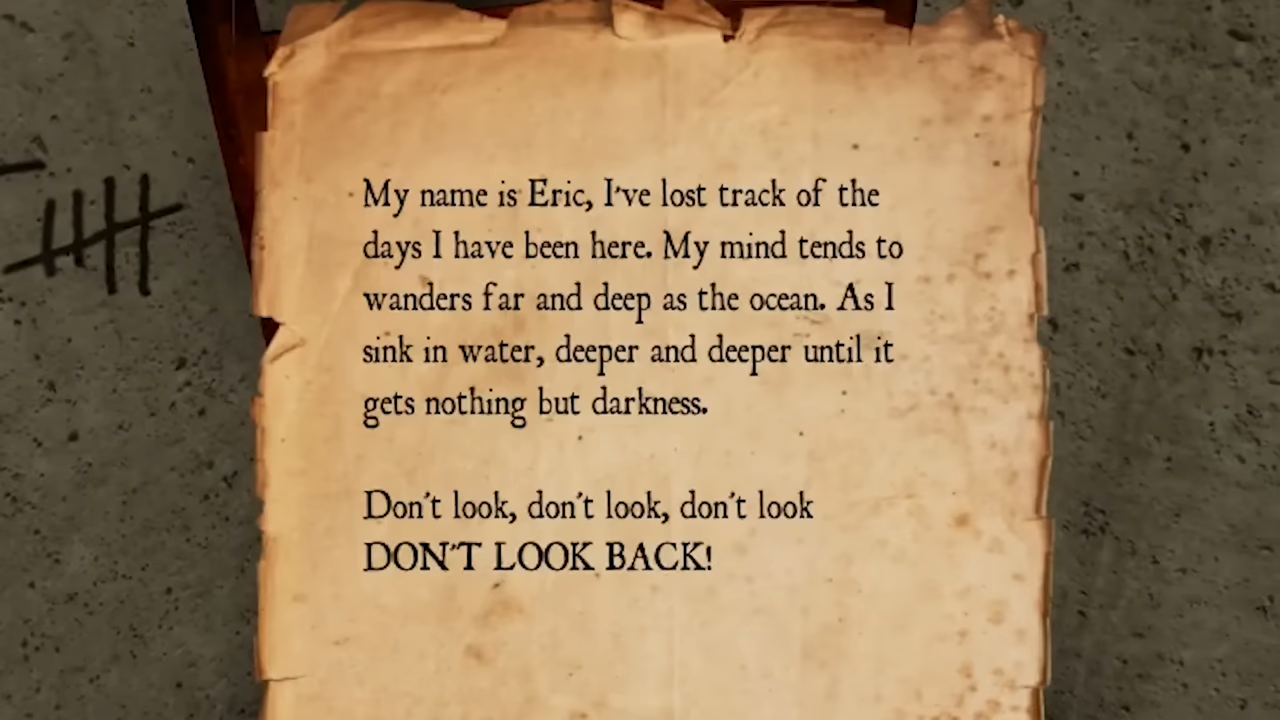 My name is Eric, I've lost track of the
days I have been here. My mind tends to
wanders far and deep as the ocean. As I
sink in water, deeper and deeper until it
gets nothing but darkness.
Don't look, don't look, don't look
DON'T LOOK BACK!